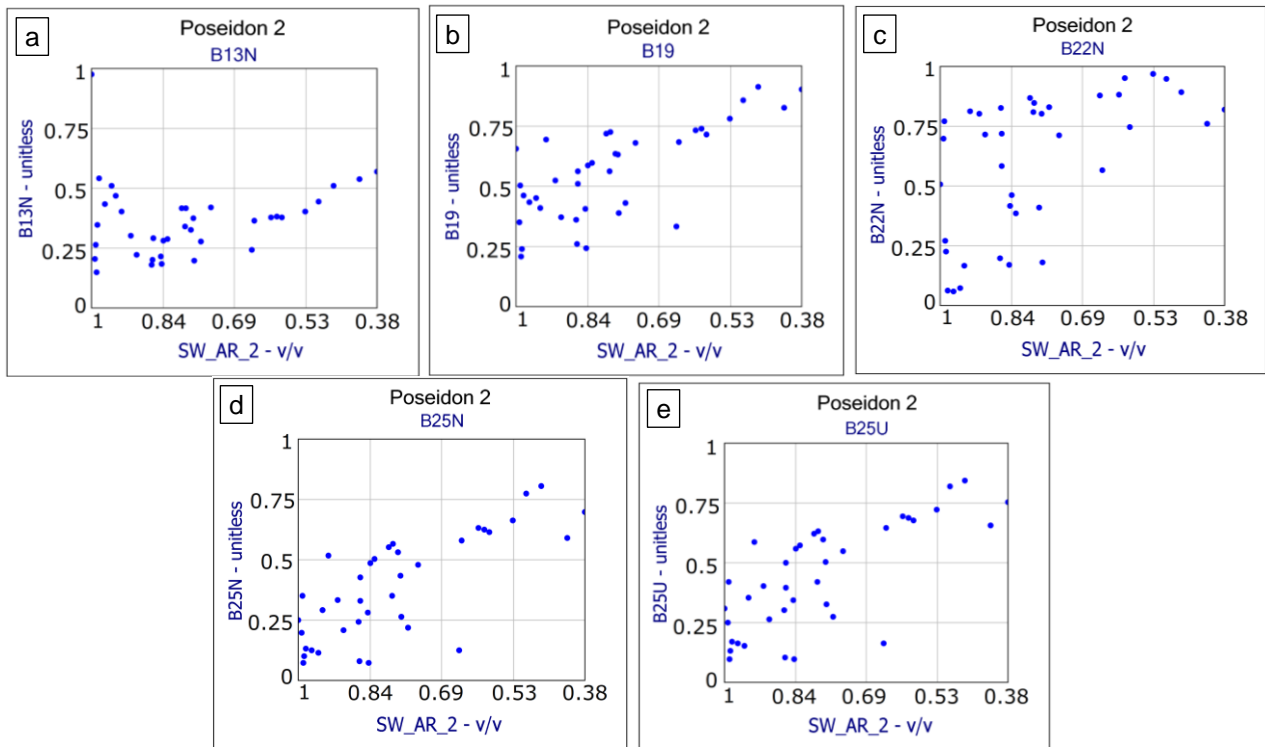 a
Poseidon 2
B13N
1
0.75
0.5
0.25
0
B13N - unitless
1 0.84 0.69 0.53 0.38
SW_AR_2 - v/v
b
Poseidon 2
B19
1
0.75
0.5
0.25
0
B19 - unitless
1 0.84 0.69 0.53 0.38
SW_AR_2 - v/v
c
Poseidon 2
B22N
1
0.75
0.5
0.25
0
B22N - unitless
1 0.84 0.69 0.53 0.38
SW_AR_2 - v/v
d
Poseidon 2
B25N
1
0.75
0.5
0.25
0
B25N - unitless
1 0.84 0.69 0.53 0.38
SW_AR_2 - v/v
e
Poseidon 2
B25U
1
0.75
0.5
0.25
0
B25U - unitless
1 0.84 0.69 0.53 0.38
SW_AR_2 - v/v